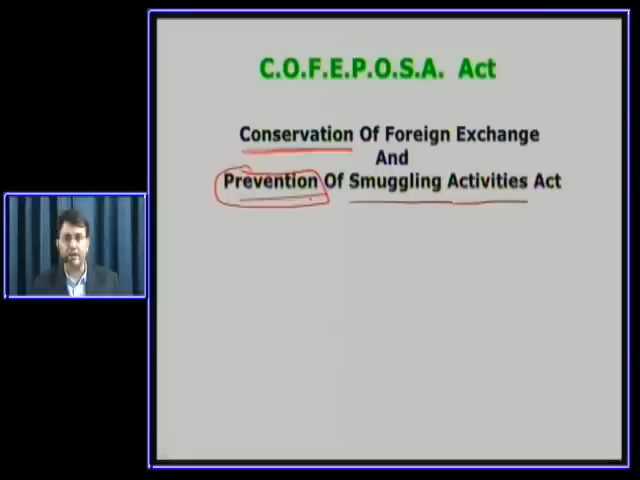 C.O.F.E.P.O.S.A. Act
Conservation Of Foreign Exchange
And
Prevention Of Smuggling Activities Act